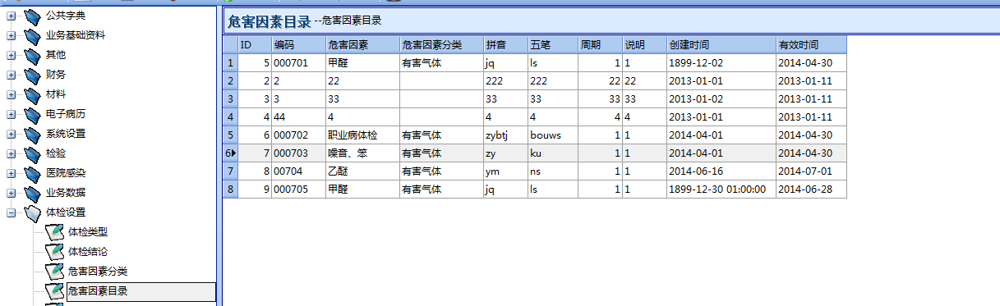 公共字典
业务基础资料
其他
财务
材料
电子病历
系统设置
检验
医院感染
业务数据
体检设置
体检类型
体检结论
危害因素分类
危害因素目录
危害因素目录 --危害因素目录
ID 编码 危害因素 危害因素分类 拼音 五笔 周期 说明 创建时间 有效时间
1 5 000701 甲醛 有害气体 jq ls 1 1 1899-12-02 2014-04-30
2 2 2 22 222 222 22 22 2013-01-01 2013-01-11
3 3 3 33 33 33 33 33 2013-01-02 2013-01-11
4 4 44 4 4 4 4 4 2013-01-01 2013-01-11
5 6 000702 职业病体检 有害气体 zybtj bouws 1 1 2014-04-01 2014-04-30
6 7 000703 噪音、笨 有害气体 zy ku 1 1 2014-04-01 2014-04-30
7 8 00704 乙醚 有害气体 ym ns 1 1 2014-06-16 2014-07-01
8 9 000705 甲醛 有害气体 jq ls 1 1 1899-12-30 01:00:00 2014-06-28